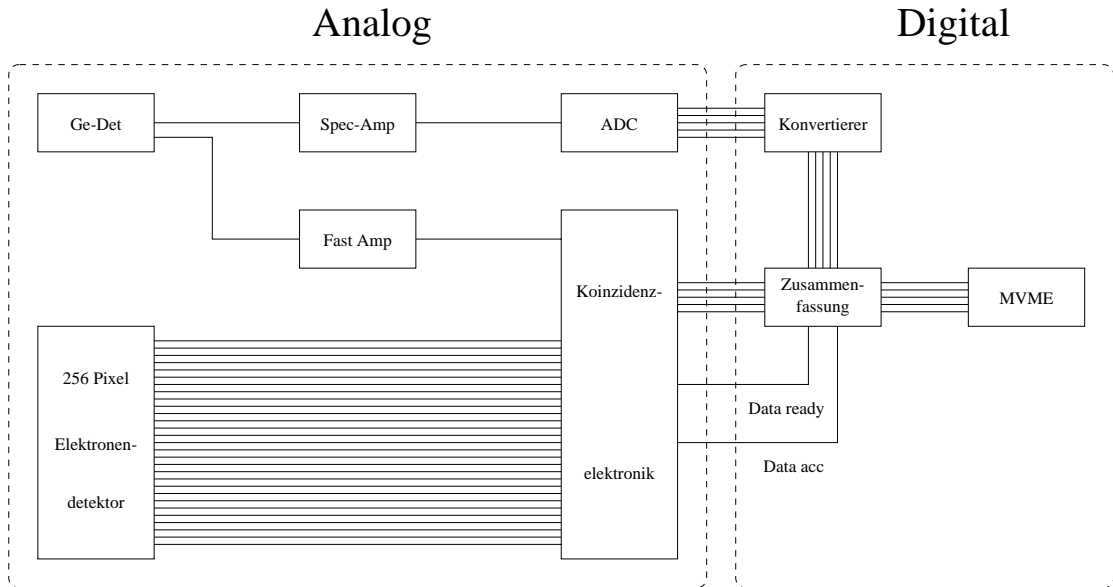 Analog
Digital
Ge-Det
Spec-Amp
ADC
Konvertierer
Fast Amp
Koinzidenz-
elektronik
Zusammen-
fassung
MVME
256 Pixel
Elektronen-
detektor
Data ready
Data acc